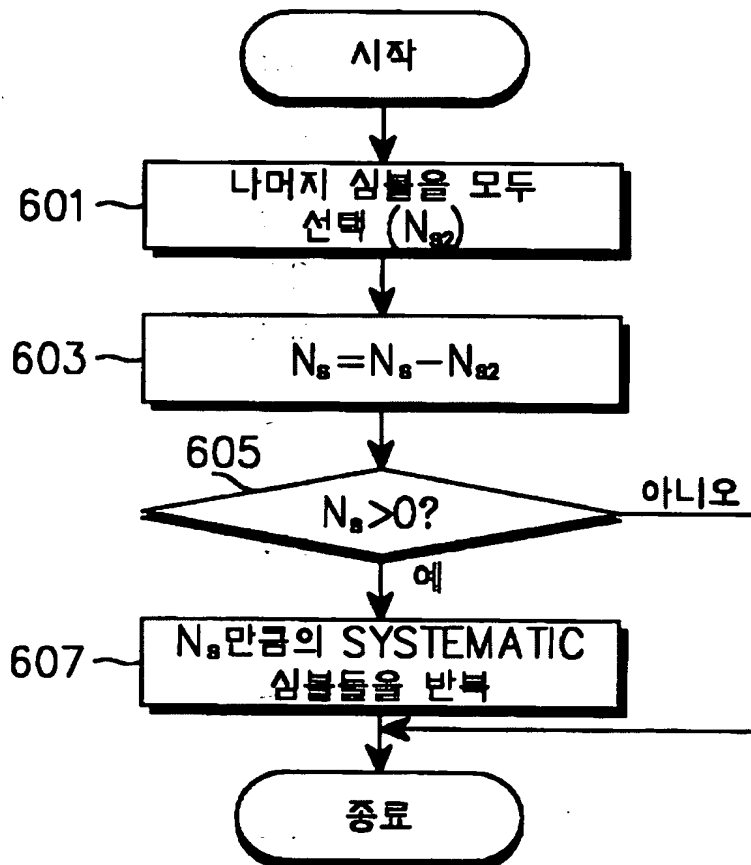 시작
601
나머지 심볼을 모두
선택 (Ns2)
603
Ns=Ns-Ns2
605
Ns>0?
아니오
예
607
Ns만큼의 SYSTEMATIC
심볼들을 반복
종료